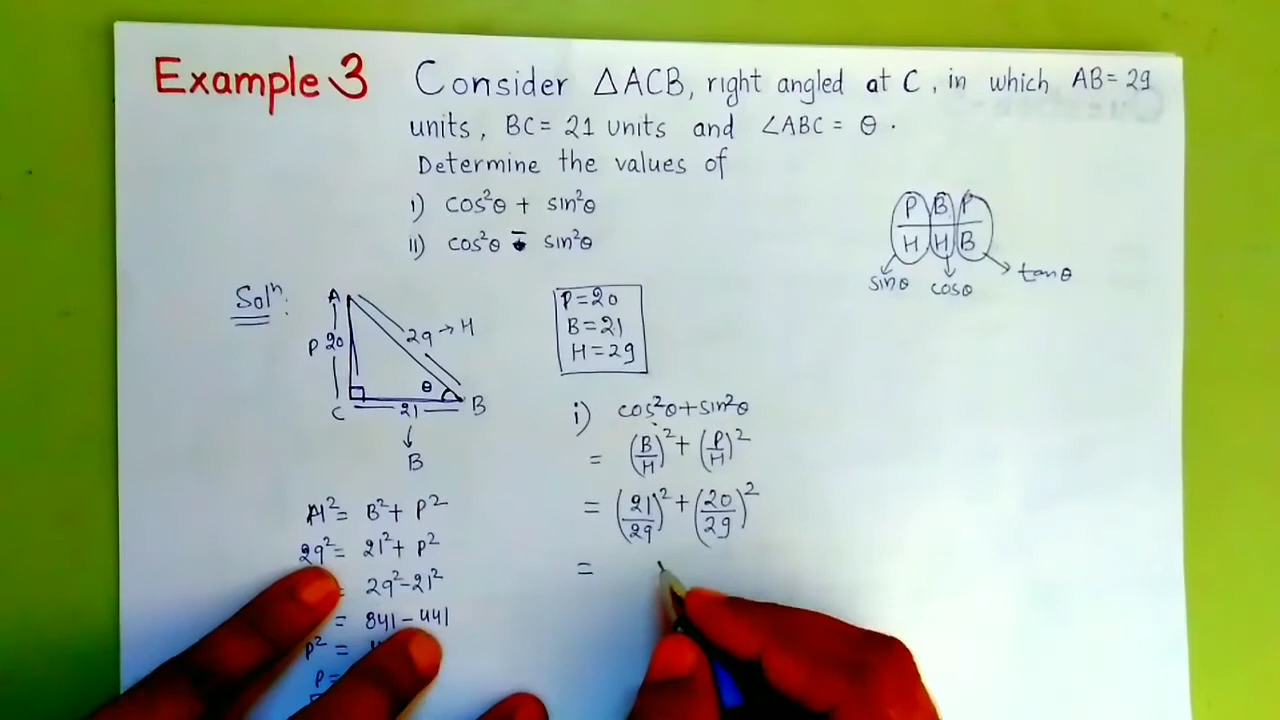 Example 3 Consider △ACB, right angled at C, in which AB = 29
units, BC = 21 units and ∠ABC = θ.
Determine the values of
i) cos²θ + sin²θ
ii) cos²θ - sin²θ
P B P
H H B
sinθ cosθ tanθ
Solⁿ:
A
P 20
29 → H
θ
C 21 B
B
P = 20
B = 21
H = 29
H² = B² + P²
29² = 21² + P²
= 29² - 21²
= 841 - 441
P² =
P =
i) cos²θ + sin²θ
= (B/H)² + (P/H)²
= (21/29)² + (20/29)²
=